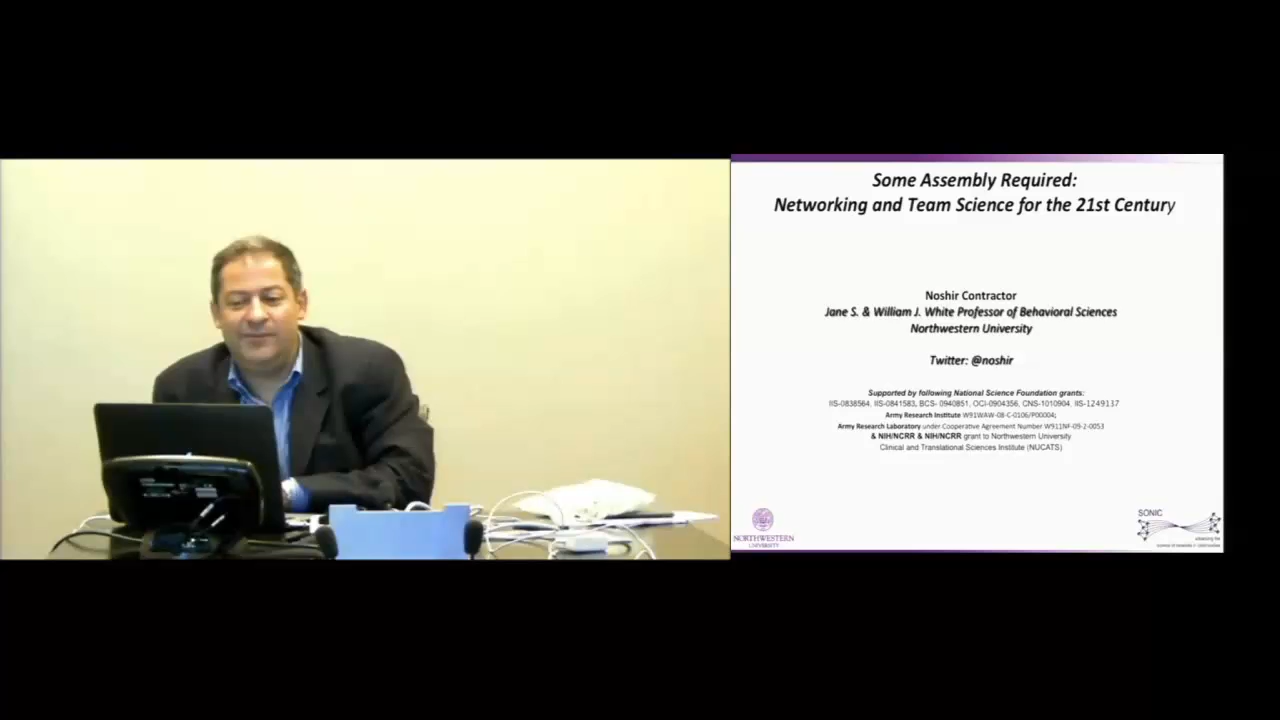 Some Assembly Required:
Networking and Team Science for the 21st Century
Noshir Contractor
Jane S. & William J. White Professor of Behavioral Sciences
Northwestern University
Twitter: @noshir
Supported by following National Science Foundation grants:
IIS-0838564, IIS-0841583, BCS- 0940851, OCI-0904356, CNS-1010904, IIS-1249137
Army Research Institute W91WAW-08-C-0106/P00004;
Army Research Laboratory under Cooperative Agreement Number W911NF-09-2-0053
& NIH/NCRR & NIH/NCRR grant to Northwestern University
Clinical and Translational Sciences Institute (NUCATS)
NORTHWESTERN
UNIVERSITY
SONIC
advancing the